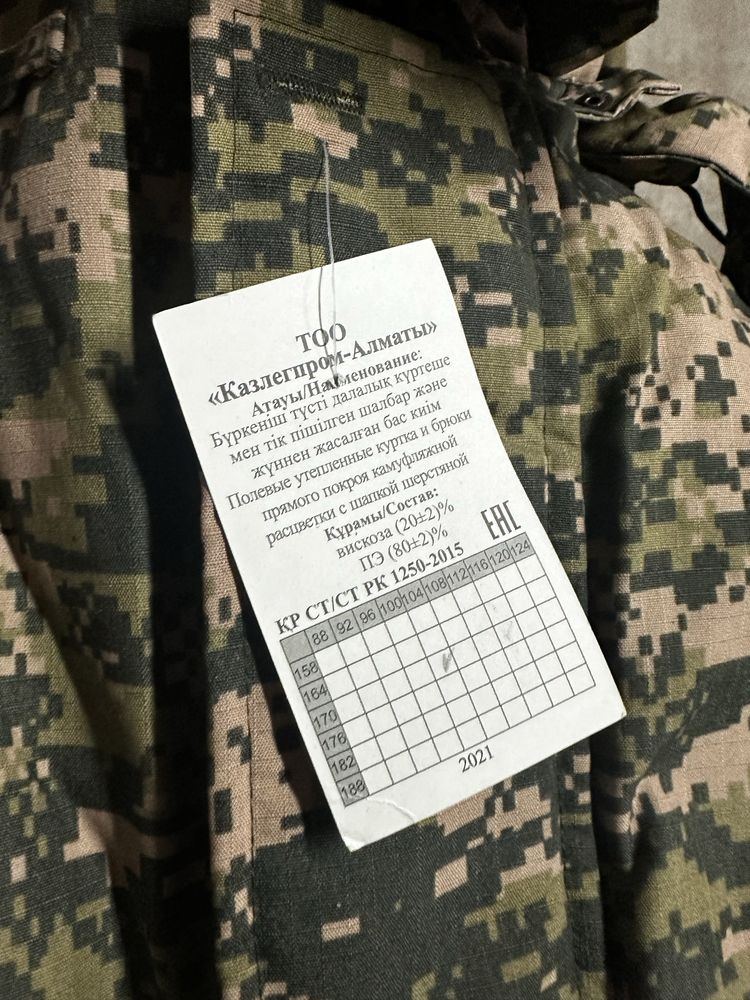 ТОО
«Казлегпром-Алматы»
Атауы/Наименование:
Бүркеніш түсті далалық күртеше
мен тік пішілген шалбар және
жүннен жасалған бас киім
Полевые утепленные куртка и брюки
прямого покроя камуфляжной
расцветки с шапкой шерстяной
Құрамы/Состав:
вискоза (20±2)%
ПЭ (80±2)%
ЕАС
ҚР СТ/СТ РК 1250-2015
88 92 96 100 104 108 112 116 120 124
158
164
170
176
182
188
2021